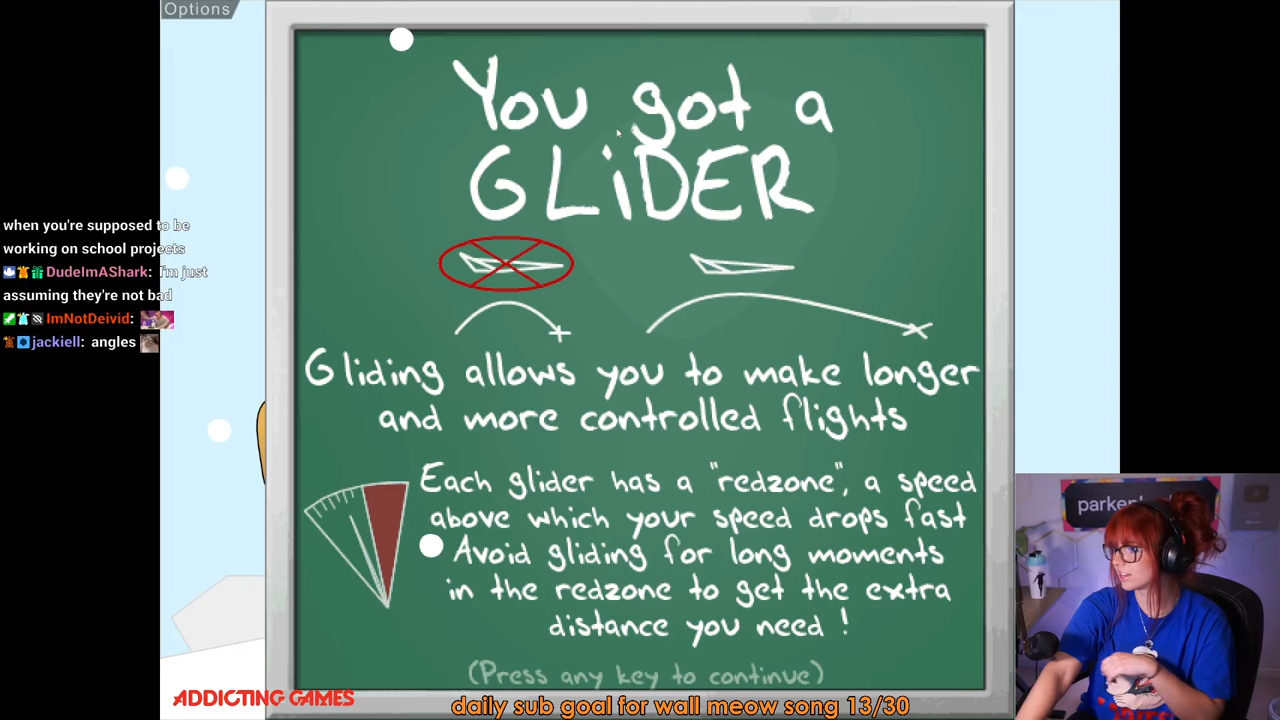 Options
You got a
GLiDER
Gliding allows you to make longer
and more controlled flights
Each glider has a "redzone", a speed
above which your speed drops fast
Avoid gliding for long moments
in the redzone to get the extra
distance you need !
(Press any key to continue)
when you're supposed to be
working on school projects
DudeImAShark: I'm just
assuming they're not bad
ImNotDeivid:
jackiell: angles
ADDICTING GAMES
daily sub goal for wall meow song 13/30